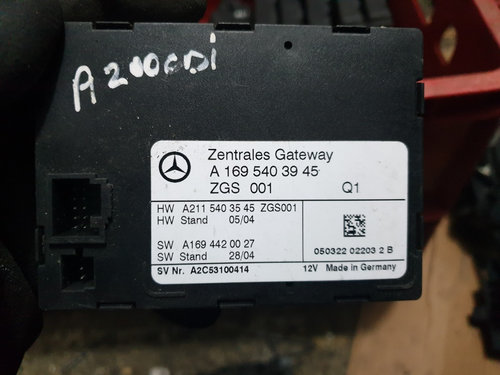 A200CDi
Zentrales Gateway
A 169 540 39 45
ZGS 001 Q1
HW A211 540 35 45 ZGS001
HW Stand 05/04
SW A169 442 00 27
SW Stand 28/04
050322 02203 2 B
SV Nr. A2C53100414 12V Made in Germany